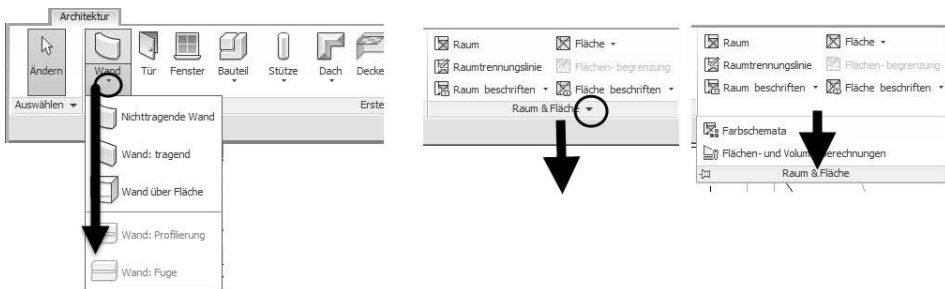 Architektur
Ändern
Wand
Tür
Fenster
Bauteil
Stütze
Dach
Decke
Auswählen
Erste
Nichttragende Wand
Wand: tragend
Wand über Fläche
Wand: Profilierung
Wand: Fuge
Raum
Fläche
Raumtrennungslinie
Flächen- begrenzung
Raum beschriften
Fläche beschriften
Raum & Fläche
Raum
Fläche
Raumtrennungslinie
Flächen- begrenzung
Raum beschriften
Fläche beschriften
Farbschemata
Flächen- und Volumenberechnungen
Raum & Fläche